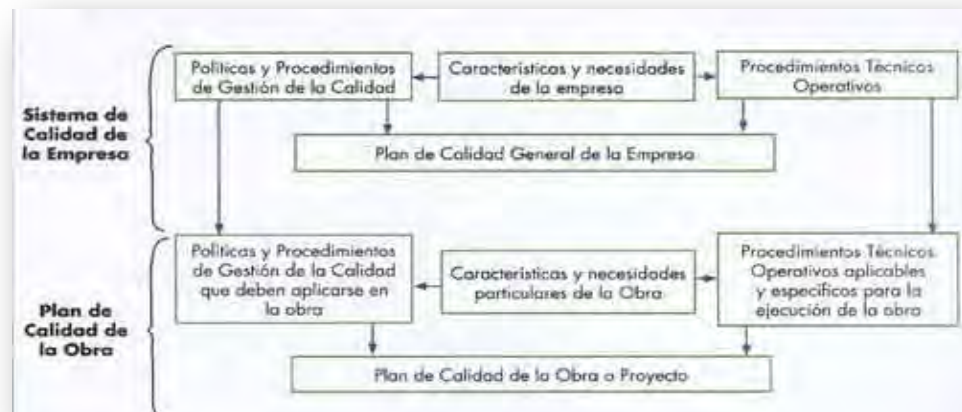 Políticas y Procedimientos
de Gestión de la Calidad
Características y necesidades
de la empresa
Procedimientos Técnicos
Operativos
Sistema de
Calidad de
la Empresa
Plan de Calidad General de la Empresa
Políticas y Procedimientos
de Gestión de la Calidad
que deben aplicarse en
la obra
Características y necesidades
particulares de la Obra
Procedimientos Técnicos
Operativos aplicables
y específicos para la
ejecución de la obra
Plan de
Calidad de
la Obra
Plan de Calidad de la Obra o Proyecto